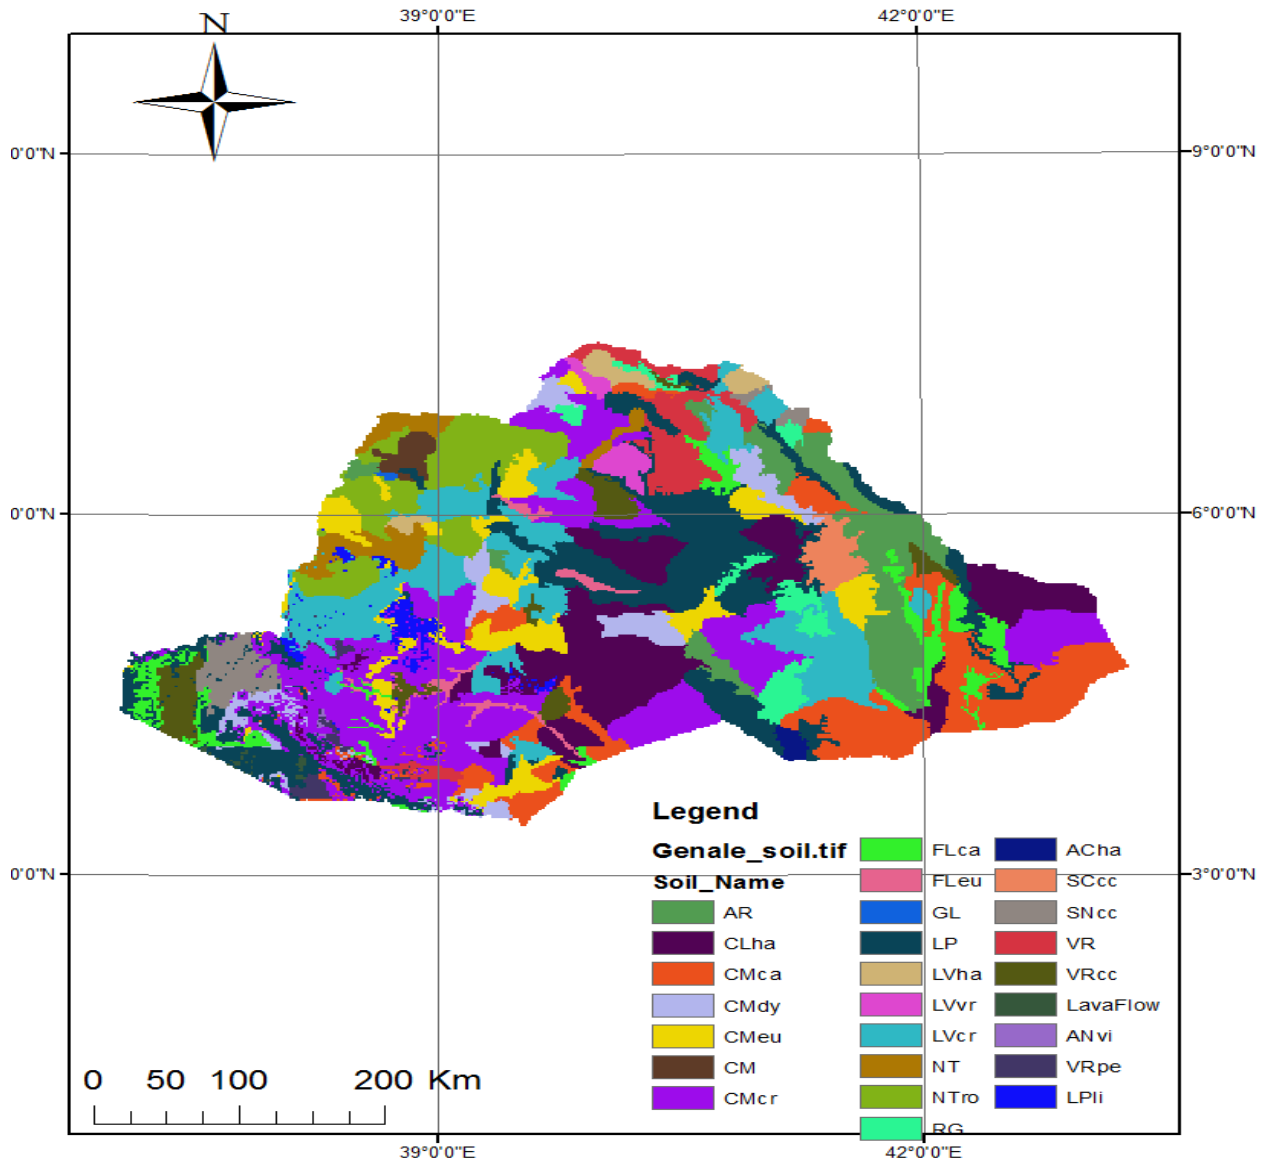 39°0'0"E 42°0'0"E
N
0'0"N 9°0'0"N
0'0"N 6°0'0"N
Legend
Genale_soil.tif
Soil_Name
AR
CLha
CMca
CMdy
CMeu
CM
CMcr
FLca
FLeu
GL
LP
LVha
LVvr
LVcr
NT
NTro
RG
ACha
SCcc
SNcc
VR
VRcc
LavaFlow
ANvi
VRpe
LPli
0'0"N 3°0'0"N
0 50 100 200 Km
39°0'0"E 42°0'0"E